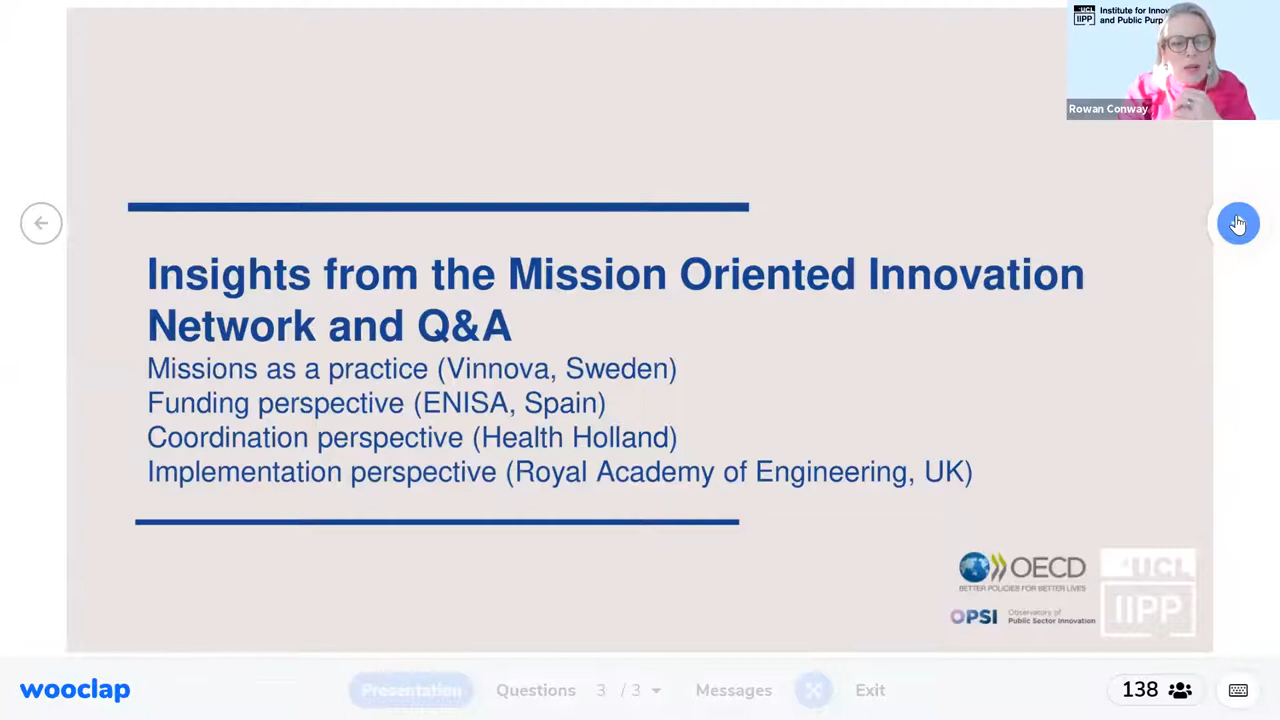 UCL
IIPP
Institute for Innov
and Public Purp
Rowan Conway
Insights from the Mission Oriented Innovation
Network and Q&A
Missions as a practice (Vinnova, Sweden)
Funding perspective (ENISA, Spain)
Coordination perspective (Health Holland)
Implementation perspective (Royal Academy of Engineering, UK)
OECD
BETTER POLICIES FOR BETTER LIVES
OPSI
Observatory of
Public Sector Innovation
UCL
IIPP
wooclap
Presentation
Questions
3 / 3
Messages
Exit
138